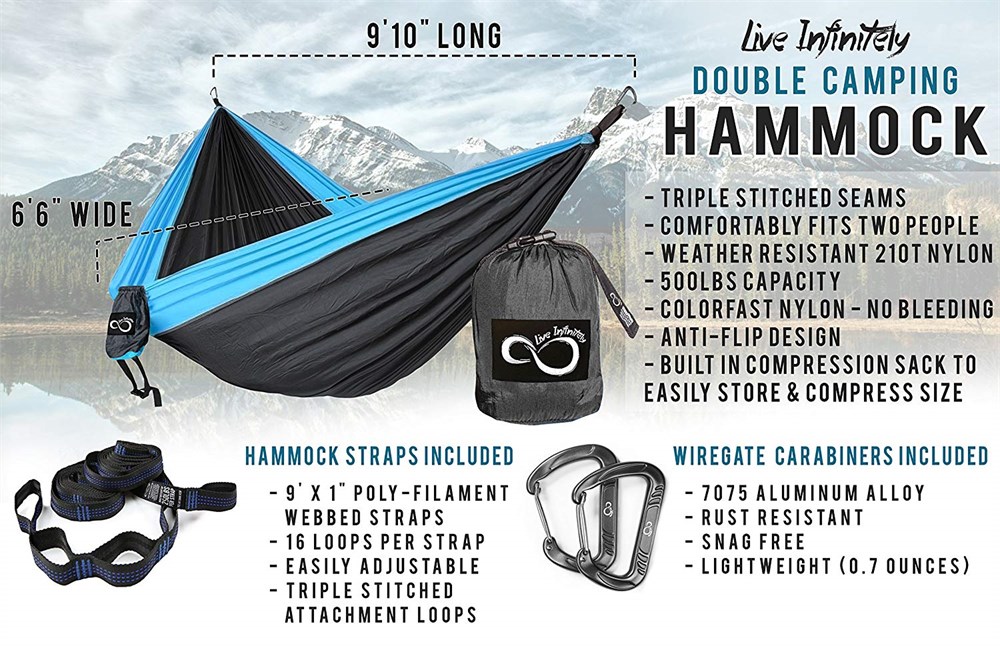 9'10" LONG
Live Infinitely
DOUBLE CAMPING
HAMMOCK
6'6" WIDE
- TRIPLE STITCHED SEAMS
- COMFORTABLY FITS TWO PEOPLE
- WEATHER RESISTANT 210T NYLON
- 500LBS CAPACITY
- COLORFAST NYLON - NO BLEEDING
- ANTI-FLIP DESIGN
- BUILT IN COMPRESSION SACK TO
EASILY STORE & COMPRESS SIZE
Live Infinitely
HAMMOCK STRAPS INCLUDED
- 9' X 1" POLY-FILAMENT
WEBBED STRAPS
- 16 LOOPS PER STRAP
- EASILY ADJUSTABLE
- TRIPLE STITCHED
ATTACHMENT LOOPS
WIREGATE CARABINERS INCLUDED
- 7075 ALUMINUM ALLOY
- RUST RESISTANT
- SNAG FREE
- LIGHTWEIGHT (0.7 OUNCES)